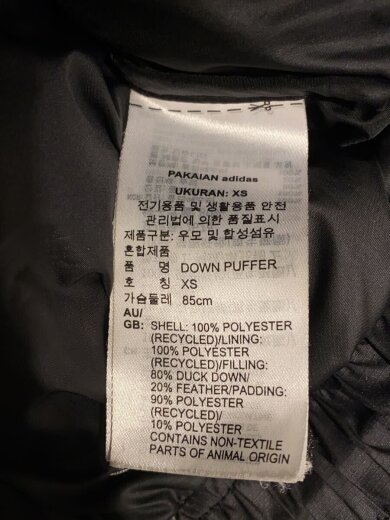 PAKAIAN adidas
UKURAN: XS
전기용품 및 생활용품 안전
관리법에 의한 품질표시
제품구분: 우모 및 합성섬유
혼합제품
품 명 DOWN PUFFER
호 칭 XS
가슴둘레 85cm
AU/
GB: SHELL: 100% POLYESTER
(RECYCLED)/LINING:
100% POLYESTER
(RECYCLED)/FILLING:
80% DUCK DOWN/
20% FEATHER/PADDING:
90% POLYESTER
(RECYCLED)/
10% POLYESTER
CONTAINS NON-TEXTILE
PARTS OF ANIMAL ORIGIN